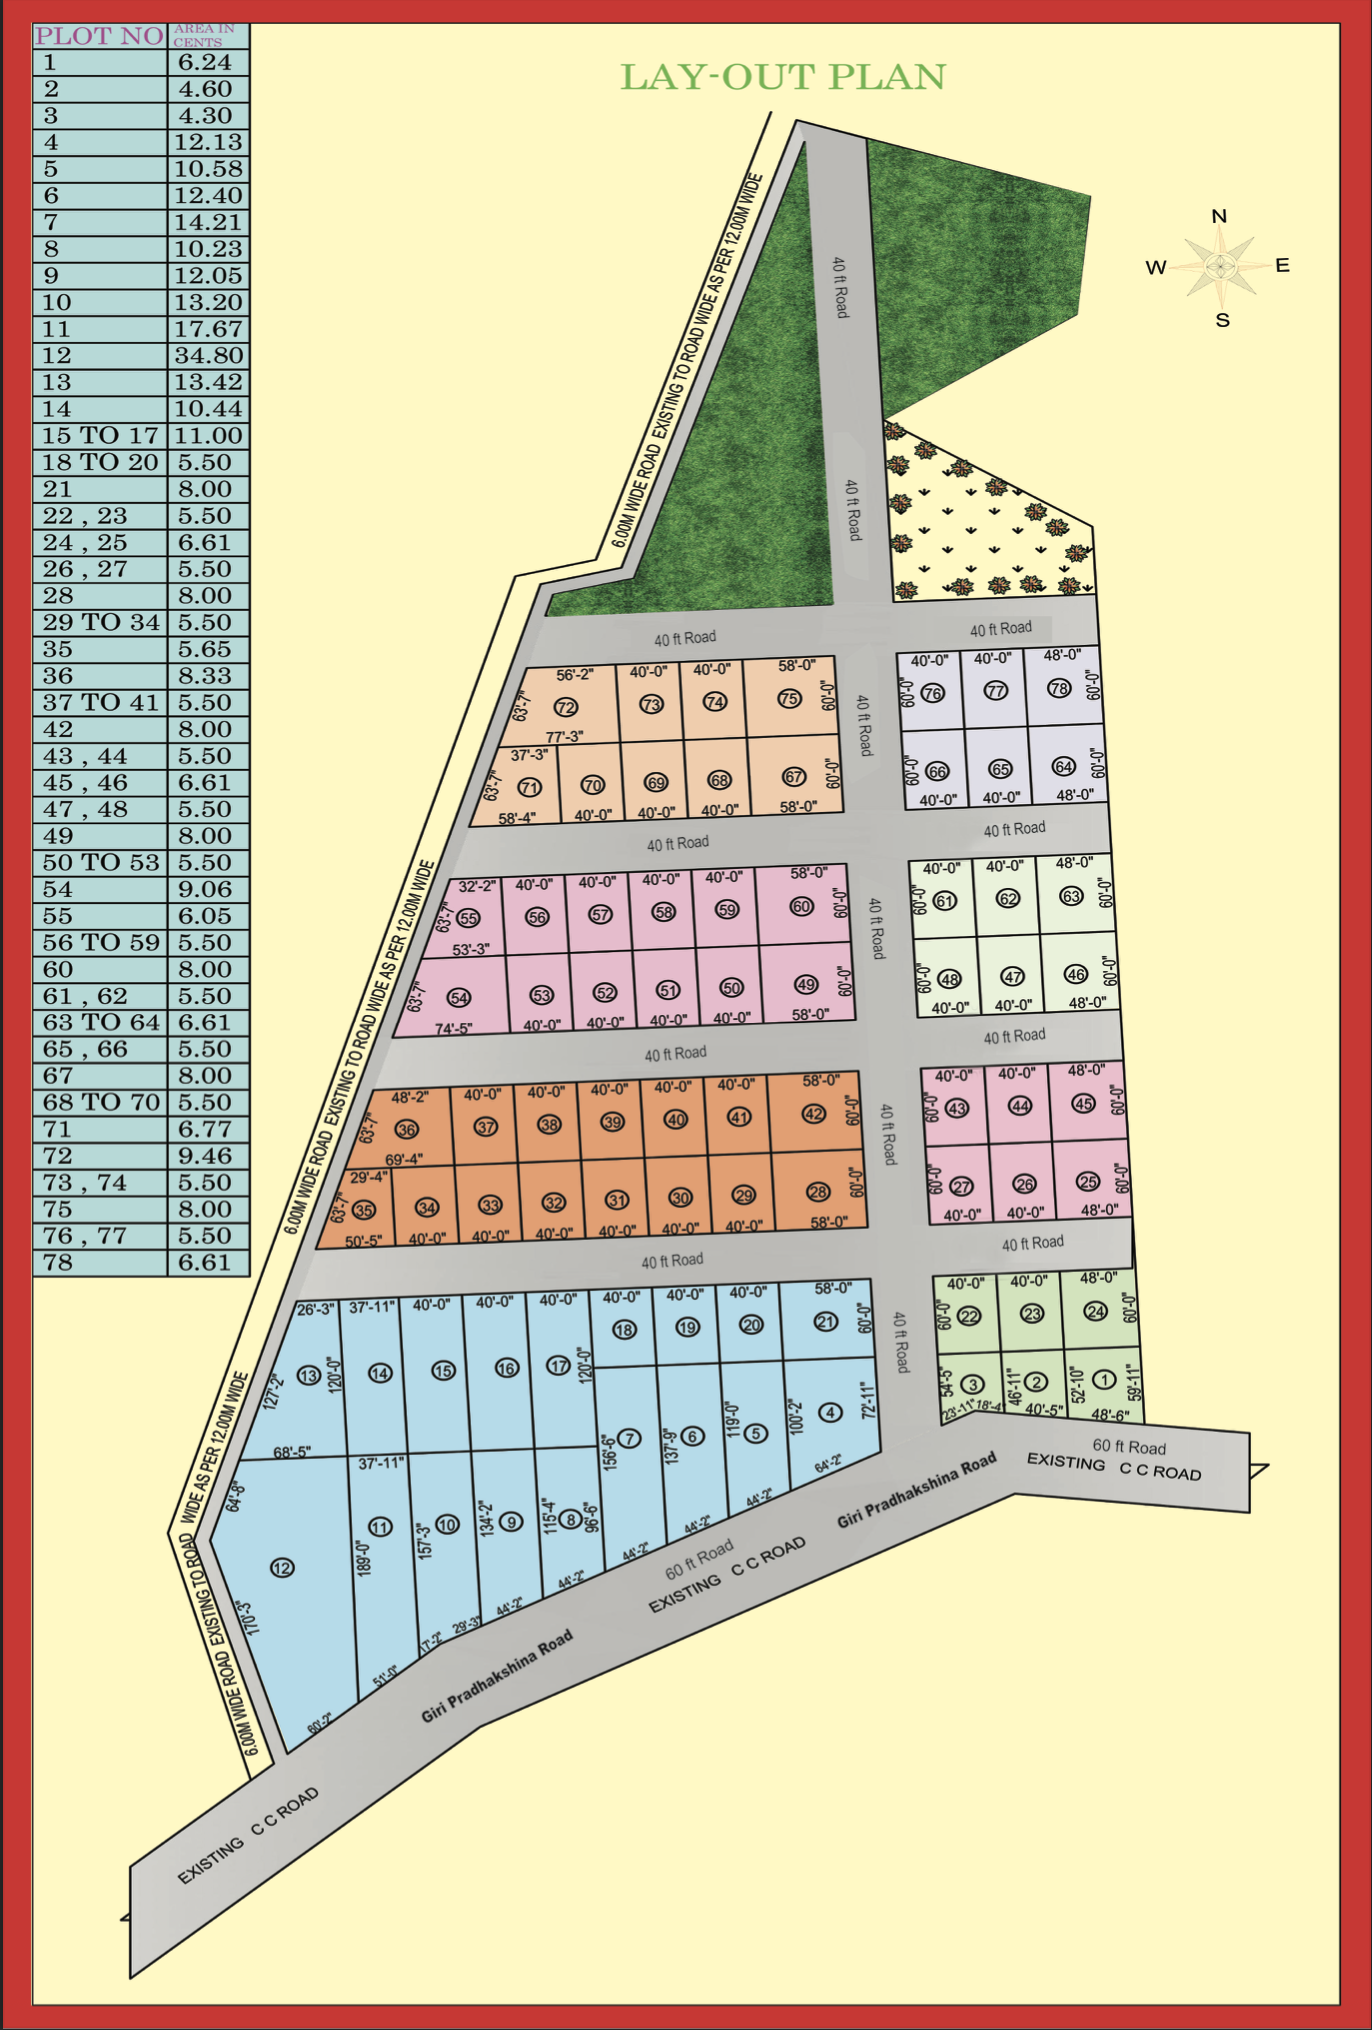 LAY-OUT PLAN
PLOT NO AREA IN CENTS
1 6.24
2 4.60
3 4.30
4 12.13
5 10.58
6 12.40
7 14.21
8 10.23
9 12.05
10 13.20
11 17.67
12 34.80
13 13.42
14 10.44
15 TO 17 11.00
18 TO 20 5.50
21 8.00
22 , 23 5.50
24 , 25 6.61
26 , 27 5.50
28 8.00
29 TO 34 5.50
35 5.65
36 8.33
37 TO 41 5.50
42 8.00
43 , 44 5.50
45 , 46 6.61
47 , 48 5.50
49 8.00
50 TO 53 5.50
54 9.06
55 6.05
56 TO 59 5.50
60 8.00
61 , 62 5.50
63 TO 64 6.61
65 , 66 5.50
67 8.00
68 TO 70 5.50
71 6.77
72 9.46
73 , 74 5.50
75 8.00
76 , 77 5.50
78 6.61
N
W E
S
6.00M WIDE ROAD EXISTING TO ROAD WIDE AS PER 12.00M WIDE
40 ft Road
40 ft Road
40 ft Road 40 ft Road
56'-2" 40'-0" 40'-0" 58'-0" 40'-0" 40'-0" 48'-0"
63'-7" 72 73 74 75 60'-0" 60'-0" 76 77 78 60'-0"
77'-3"
40 ft Road
37'-3"
63'-7" 71 70 69 68 67 60'-0" 60'-0" 66 65 64 60'-0"
58'-4" 40'-0" 40'-0" 40'-0" 58'-0" 40'-0" 40'-0" 48'-0"
40 ft Road 40 ft Road
32'-2" 40'-0" 40'-0" 40'-0" 40'-0" 58'-0" 40'-0" 40'-0" 48'-0"
63'-7" 55 56 57 58 59 60 60'-0" 60'-0" 61 62 63 60'-0"
53'-3"
40 ft Road
63'-7" 54 53 52 51 50 49 60'-0" 60'-0" 48 47 46 60'-0"
74'-5" 40'-0" 40'-0" 40'-0" 40'-0" 58'-0" 40'-0" 40'-0" 48'-0"
6.00M WIDE ROAD EXISTING TO ROAD WIDE AS PER 12.00M WIDE
40 ft Road 40 ft Road
48'-2" 40'-0" 40'-0" 40'-0" 40'-0" 40'-0" 58'-0" 40'-0" 40'-0" 48'-0"
63'-7" 36 37 38 39 40 41 42 60'-0" 60'-0" 43 44 45 60'-0"
69'-4"
40 ft Road
29'-4"
63'-7" 35 34 33 32 31 30 29 28 60'-0" 60'-0" 27 26 25 60'-0"
50'-5" 40'-0" 40'-0" 40'-0" 40'-0" 40'-0" 40'-0" 58'-0" 40'-0" 40'-0" 48'-0"
40 ft Road 40 ft Road
26'-3" 37'-11" 40'-0" 40'-0" 40'-0" 40'-0" 40'-0" 40'-0" 58'-0" 40'-0" 40'-0" 48'-0"
18 19 20 21 60'-0" 60'-0" 22 23 24 60'-0"
40 ft Road
127'-2" 13 120'-0" 14 15 16 17 120'-0"
54'-5" 3 46'-11" 2 52'-10" 1 59'-11"
23'-11" 18'-4" 40'-5" 48'-6"
156'-6" 7 137'-9" 6 119'-0" 5 100'-2" 4 72'-11"
68'-5" 37'-11"
64'-8"
12 189'-0" 11 157'-3" 10 134'-2" 9 115'-4" 8 96'-6"
170'-3"
60'-2" 51'-0" 17'-2" 29'-3" 44'-2" 44'-2" 44'-2" 44'-2" 44'-2" 64'-2"
6.00M WIDE ROAD EXISTING TO ROAD WIDE AS PER 12.00M WIDE
60 ft Road
EXISTING C C ROAD
Giri Pradhakshina Road
60 ft Road
EXISTING C C ROAD
Giri Pradhakshina Road
EXISTING C C ROAD